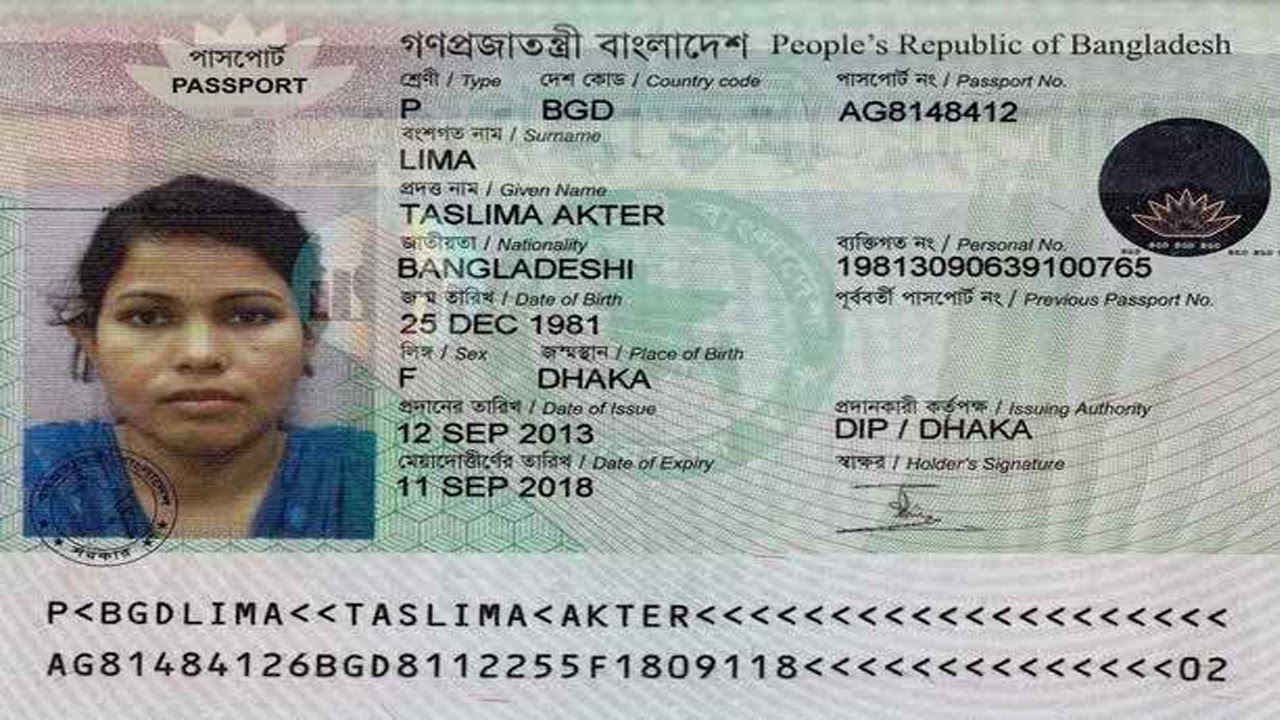 পাসপোর্ট
PASSPORT
গণপ্রজাতন্ত্রী বাংলাদেশ People's Republic of Bangladesh
শ্রেণী / Type দেশ কোড / Country code পাসপোর্ট নং / Passport No.
P BGD AG8148412
বংশগত নাম / Surname
LIMA
প্রদত্ত নাম / Given Name
TASLIMA AKTER
জাতীয়তা / Nationality ব্যক্তিগত নং / Personal No.
BANGLADESHI 19813090639100765
জন্ম তারিখ / Date of Birth পূর্ববর্তী পাসপোর্ট নং / Previous Passport No.
25 DEC 1981
লিঙ্গ / Sex জন্মস্থান / Place of Birth
F DHAKA
প্রদানের তারিখ / Date of Issue প্রদানকারী কর্তৃপক্ষ / Issuing Authority
12 SEP 2013 DIP / DHAKA
মেয়াদোত্তীর্ণের তারিখ / Date of Expiry স্বাক্ষর / Holder's Signature
11 SEP 2018
BGD BGD BGD
P<BGDLIMA<<TASLIMA<AKTER<<<<<<<<<<<<<<<<<<<<
AG81484126BGD8112255F1809118<<<<<<<<<<<<<<02